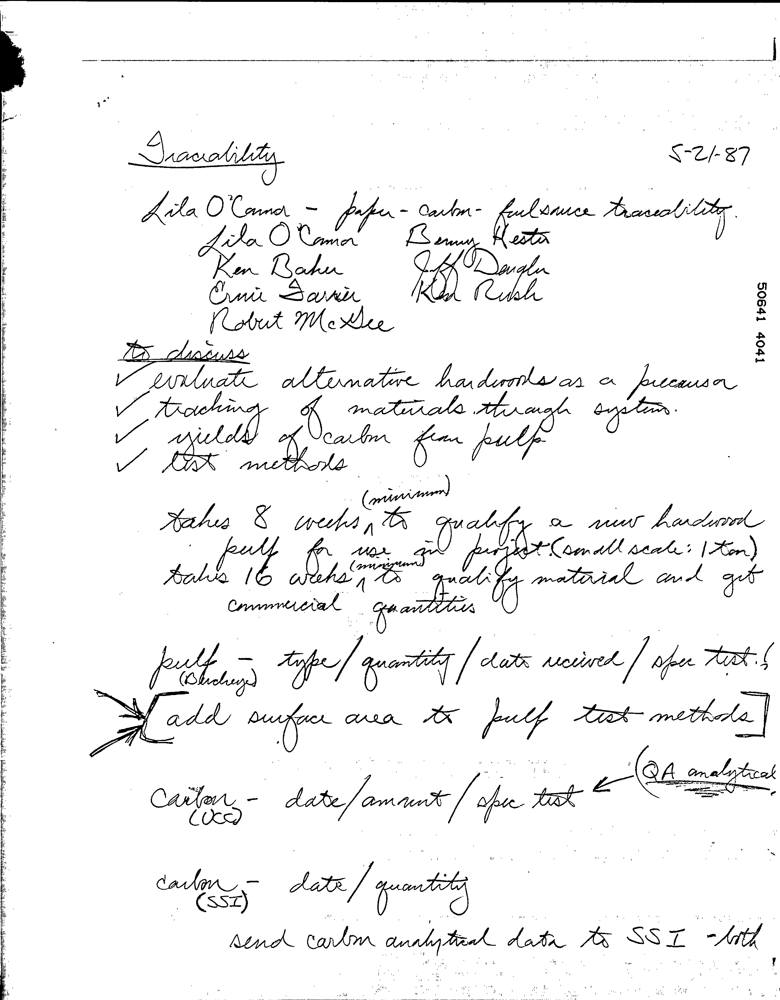 Traceability 5-21-87
Lila O'Connor - paper - carbon - fuel source traceability.
Lila O'Connor Benny Hester
Ken Baker Jeff Dangler
Ernie Farrier Ken Rush
Robert McGee
to discuss
✓ evaluate alternative hardwoods as a precursor
✓ tracking of materials through system.
✓ yields of carbon from pulp
✓ test methods
(minimum)
takes 8 weeks ^ to qualify a new hardwood
pulp for use in project. (small scale: 1 ton)
takes 16 weeks ^ (minimum) to qualify material and get
commercial quantities
pulp - type / quantity / date received / spec test
(Buckeye)
[add surface area to pulp test methods]
(QA analytical
carbon - date / amount / spec test
(UCC)
carbon - date / quantity
(SSI)
send carbon analytical data to SSI - both
50641 4041